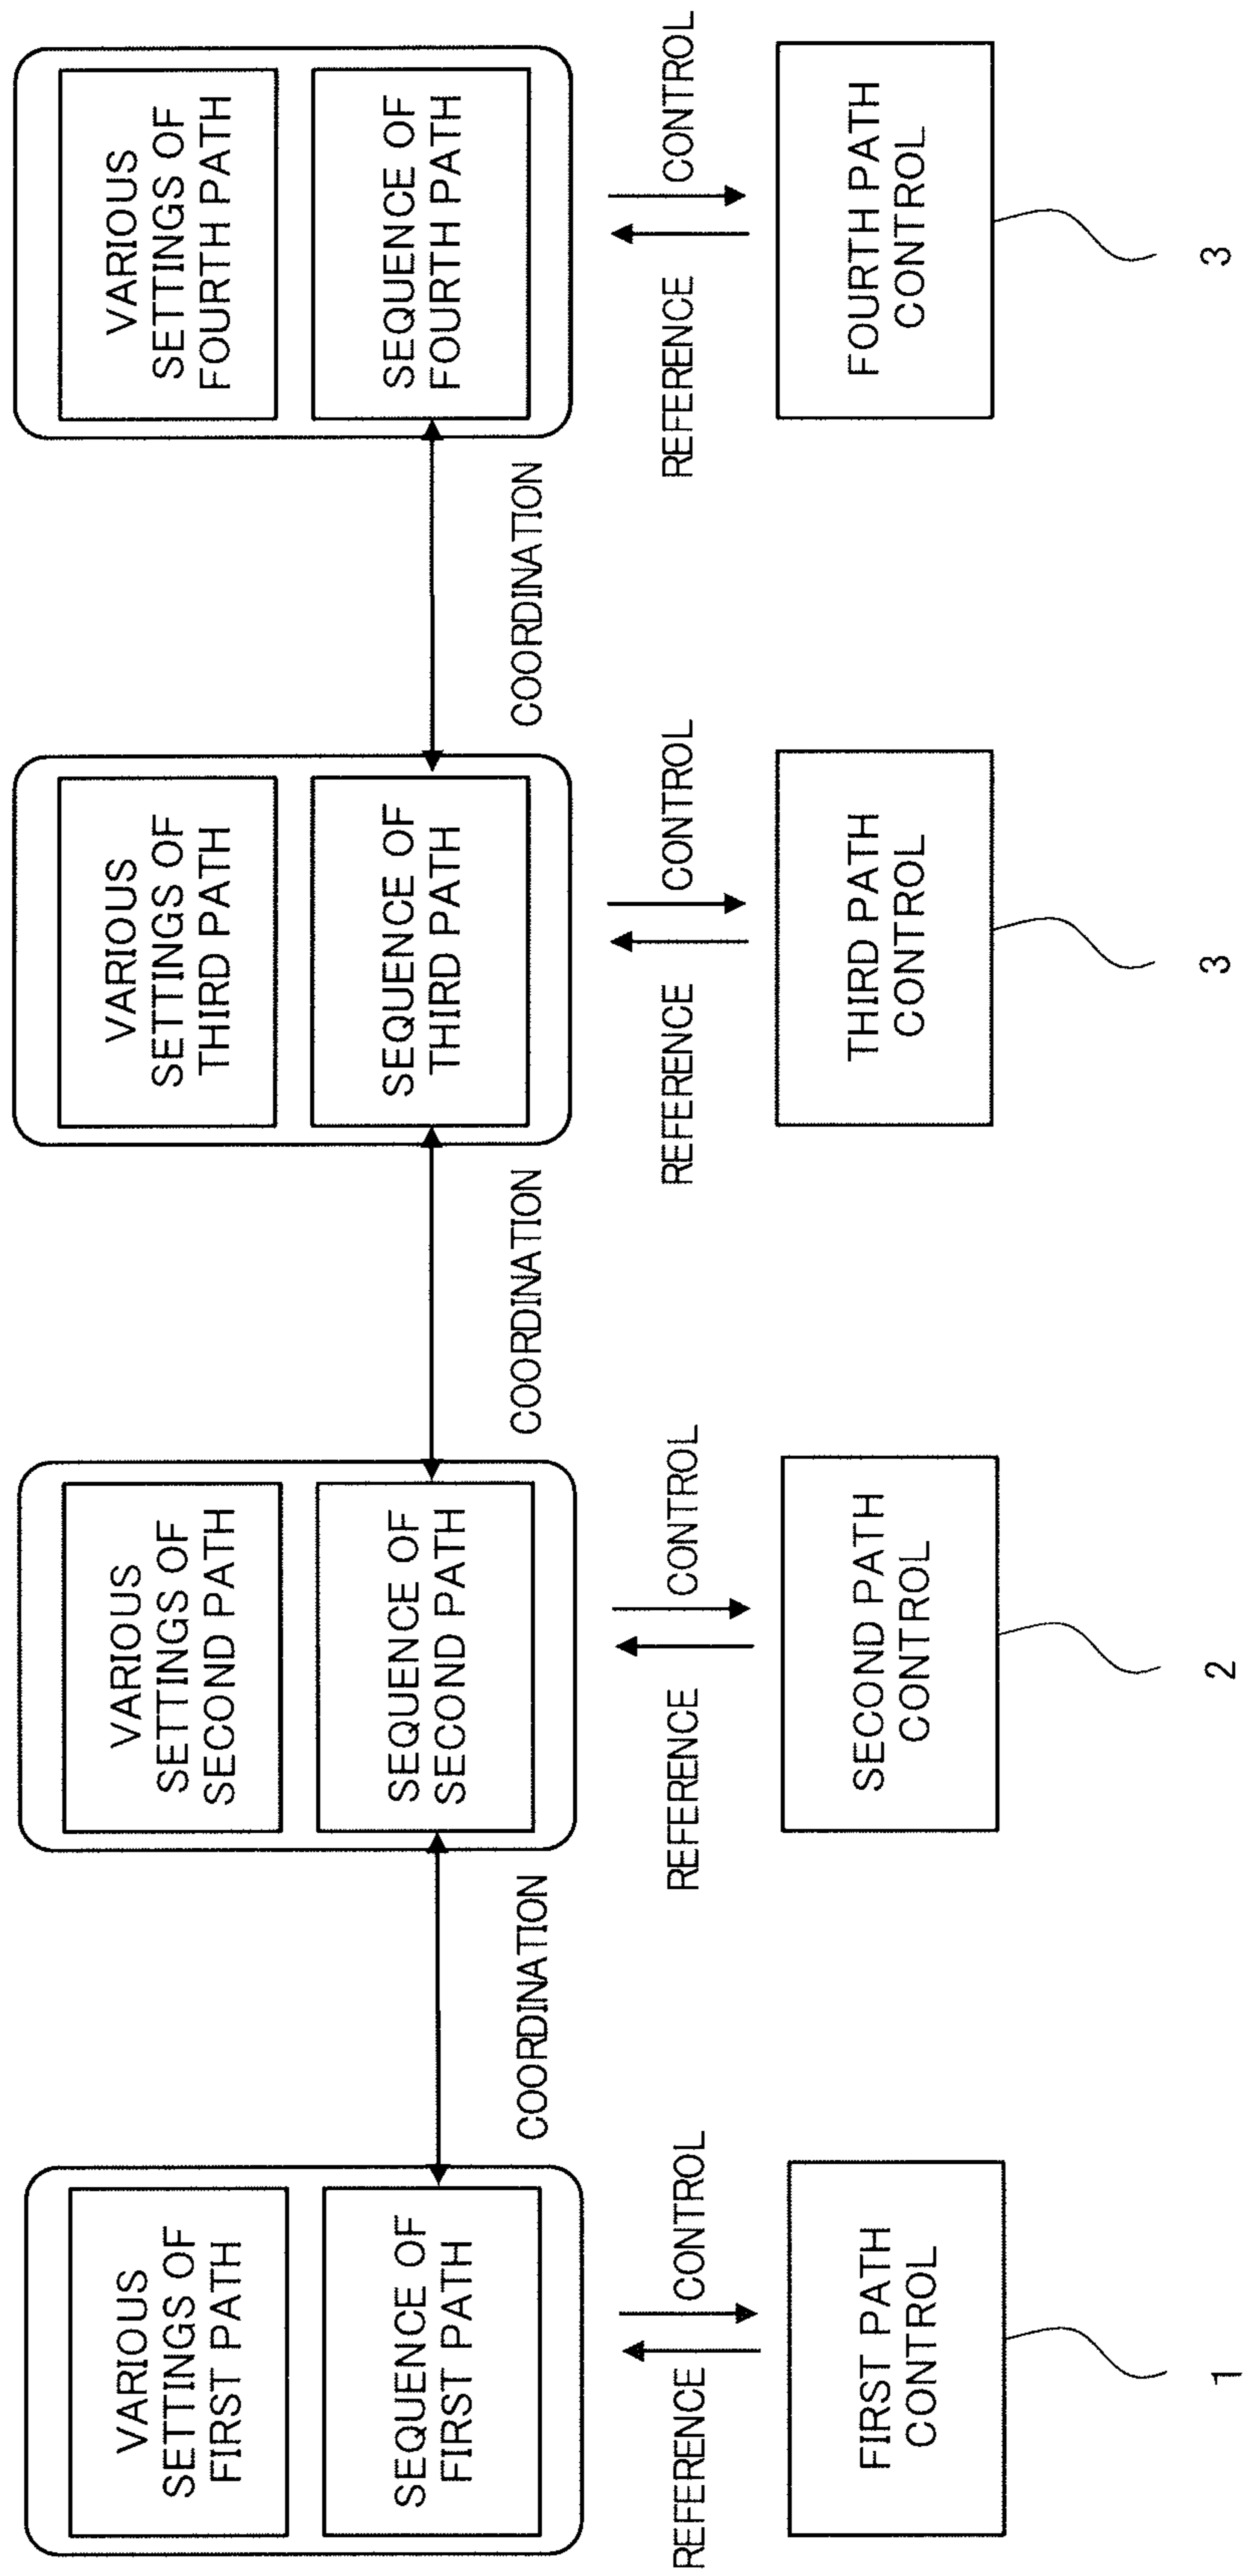 VARIOUS
SETTINGS OF
FIRST PATH
SEQUENCE OF
FIRST PATH
COORDINATION
VARIOUS
SETTINGS OF
SECOND PATH
SEQUENCE OF
SECOND PATH
COORDINATION
VARIOUS
SETTINGS OF
THIRD PATH
SEQUENCE OF
THIRD PATH
COORDINATION
VARIOUS
SETTINGS OF
FOURTH PATH
SEQUENCE OF
FOURTH PATH
REFERENCE
CONTROL
REFERENCE
CONTROL
REFERENCE
CONTROL
REFERENCE
CONTROL
FIRST PATH
CONTROL
SECOND PATH
CONTROL
THIRD PATH
CONTROL
FOURTH PATH
CONTROL
1
2
3
3